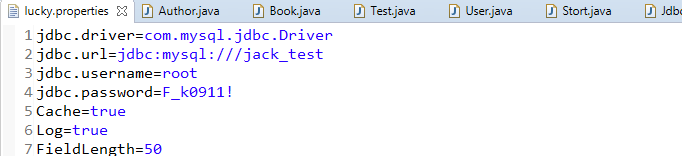 lucky.properties Author.java Book.java Test.java User.java Stort.java Jdbc
1 jdbc.driver=com.mysql.jdbc.Driver
2 jdbc.url=jdbc:mysql:///jack_test
3 jdbc.username=root
4 jdbc.password=F_k0911!
5 Cache=true
6 Log=true
7 FieldLength=50